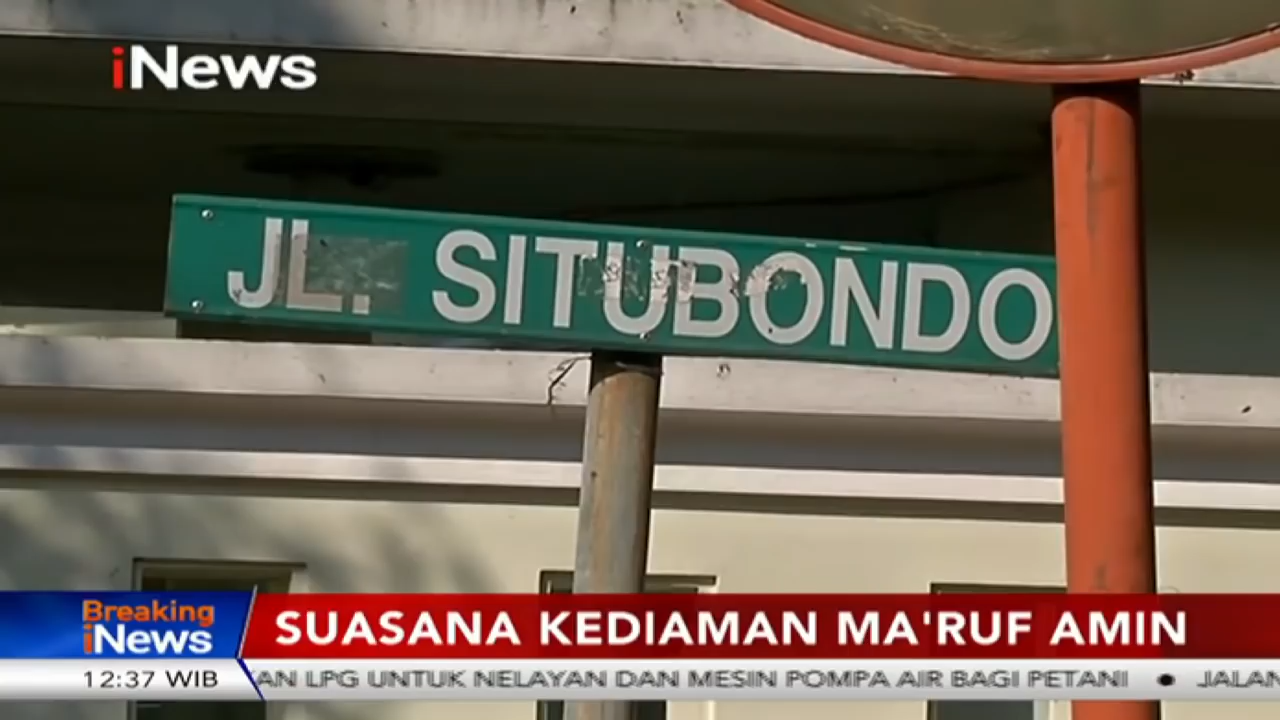 iNews
JL. SITUBONDO
Breaking
iNews
SUASANA KEDIAMAN MA'RUF AMIN
12:37 WIB
AN LPG UNTUK NELAYAN DAN MESIN POMPA AIR BAGI PETANI • JALAN